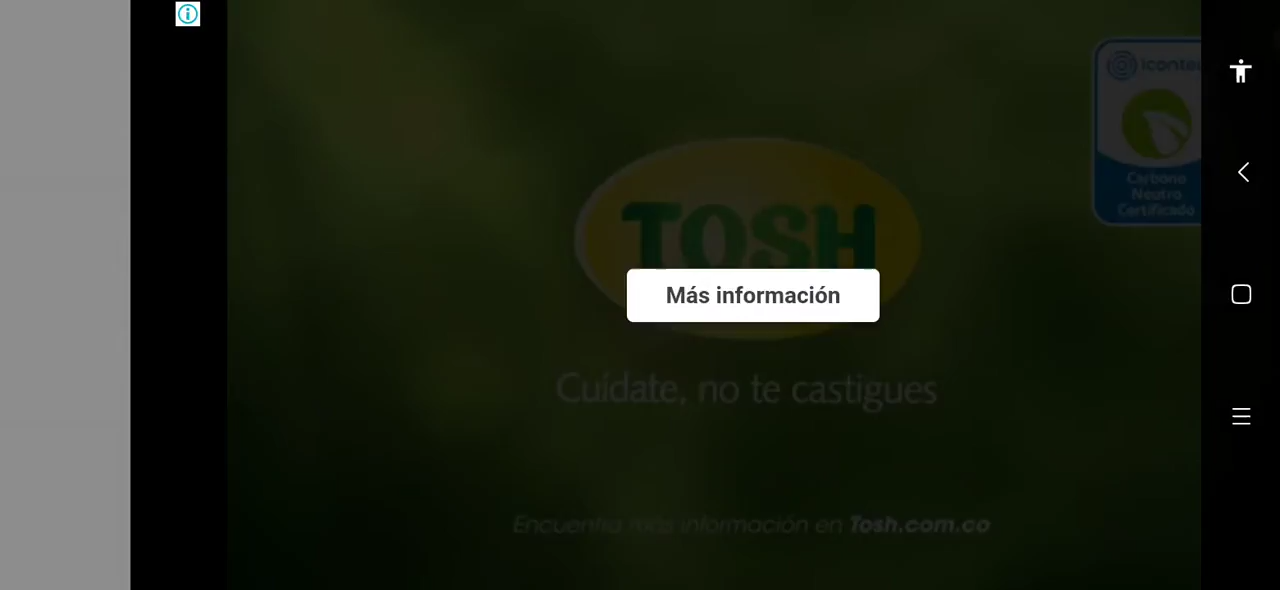 Carbono
Neutro
Certificado
TOSH
Más información
Cuídate, no te castigues
Encuentra más información en Tosh.com.co